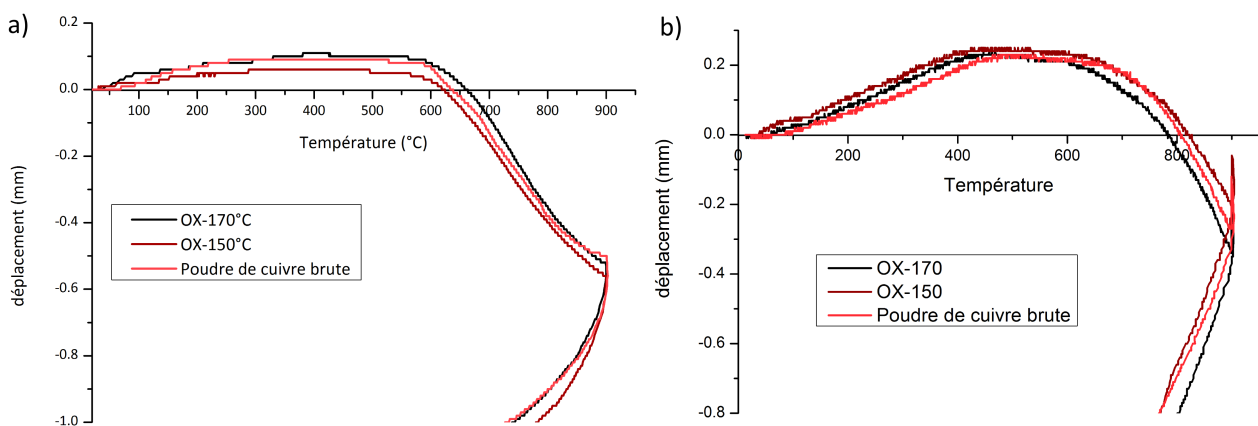 a)
0.2
0.0
-0.2
-0.4
-0.6
-0.8
-1.0
100 200 300 400 500 600 700 800 900
Température (°C)
déplacement (mm)
OX-170°C
OX-150°C
Poudre de cuivre brute
b)
0.2
0.0
-0.2
-0.4
-0.6
-0.8
0 200 400 600 800
Température
déplacement (mm)
OX-170
OX-150
Poudre de cuivre brute